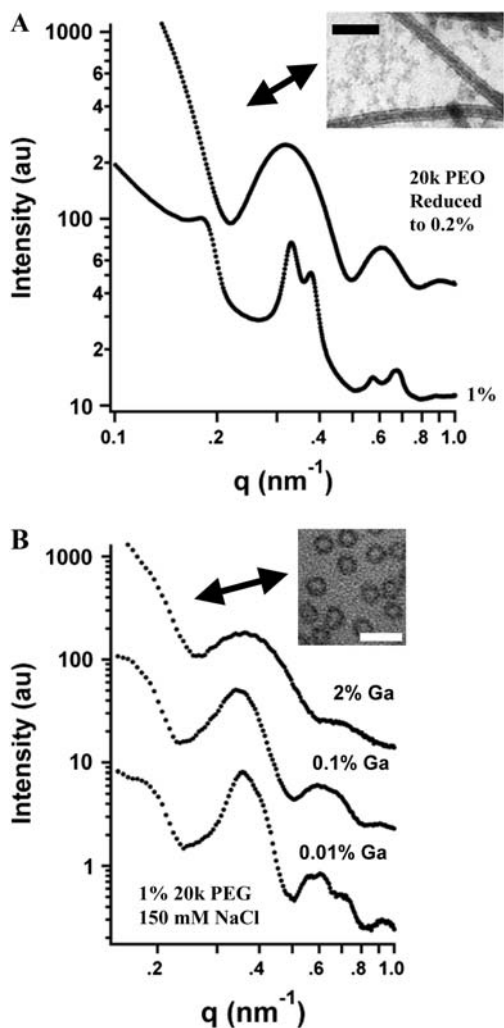 A
1000
6
4
2
100
6
4
2
10
Intensity (au)
20k PEO
Reduced
to 0.2%
1%
0.1
.2
.4
.6
.8
1.0
q (nm-1)
B
1000
100
10
1
Intensity (au)
2% Ga
0.1% Ga
0.01% Ga
1% 20k PEG
150 mM NaCl
.2
.4
.6
.8
1.0
q (nm-1)